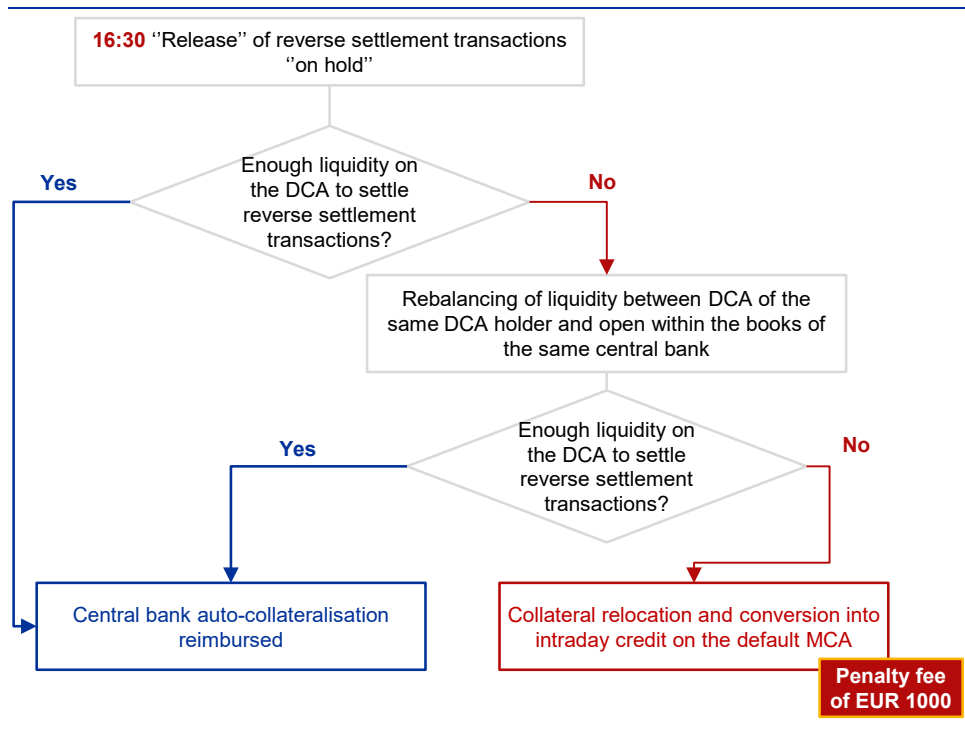 16:30 ‘’Release’’ of reverse settlement transactions
‘’on hold’’
Enough liquidity on
the DCA to settle
reverse settlement
transactions?
Yes
No
Rebalancing of liquidity between DCA of the
same DCA holder and open within the books of
the same central bank
Enough liquidity on
the DCA to settle
reverse settlement
transactions?
Yes
No
Central bank auto-collateralisation
reimbursed
Collateral relocation and conversion into
intraday credit on the default MCA
Penalty fee
of EUR 1000